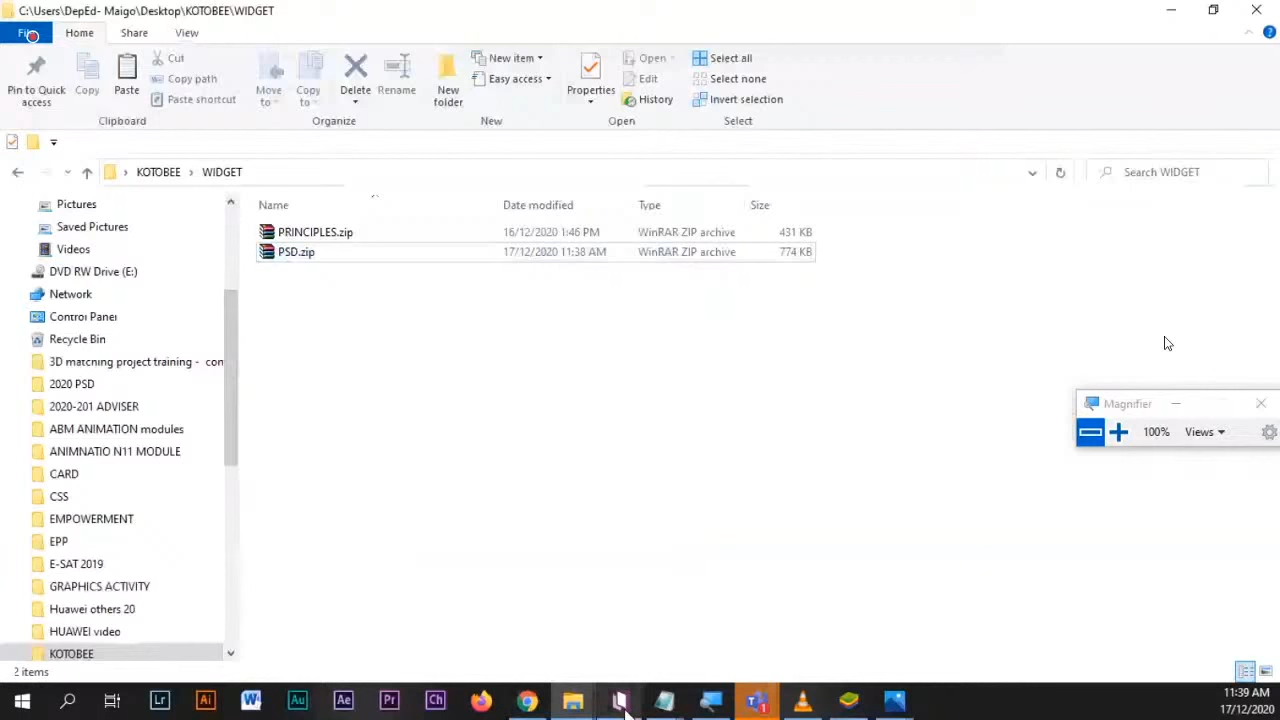 C:\Users\DepEd- Maigo\Desktop\KOTOBEE\WIDGET
Home Share View
Pin to Quick access
Copy
Paste
Cut
Copy path
Paste shortcut
Clipboard
Move to
Copy to
Delete
Rename
Organize
New folder
New item
Easy access
New
Properties
Open
Edit
History
Open
Select all
Select none
Invert selection
Select
KOTOBEE › WIDGET
Search WIDGET
Name Date modified Type Size
PRINCIPLES.zip 16/12/2020 1:46 PM WinRAR ZIP archive 431 KB
PSD.zip 17/12/2020 11:38 AM WinRAR ZIP archive 774 KB
Pictures
Saved Pictures
Videos
DVD RW Drive (E:)
Network
Control Panel
Recycle Bin
3D matching project training - con
2020 PSD
2020-201 ADVISER
ABM ANIMATION modules
ANIMNATIO N11 MODULE
CARD
CSS
EMPOWERMENT
EPP
E-SAT 2019
GRAPHICS ACTIVITY
Huawei others 20
HUAWEI video
KOTOBEE
Magnifier
100% Views
2 items
Lr Ai W Au Ae Pr Ch
1
11:39 AM
17/12/2020